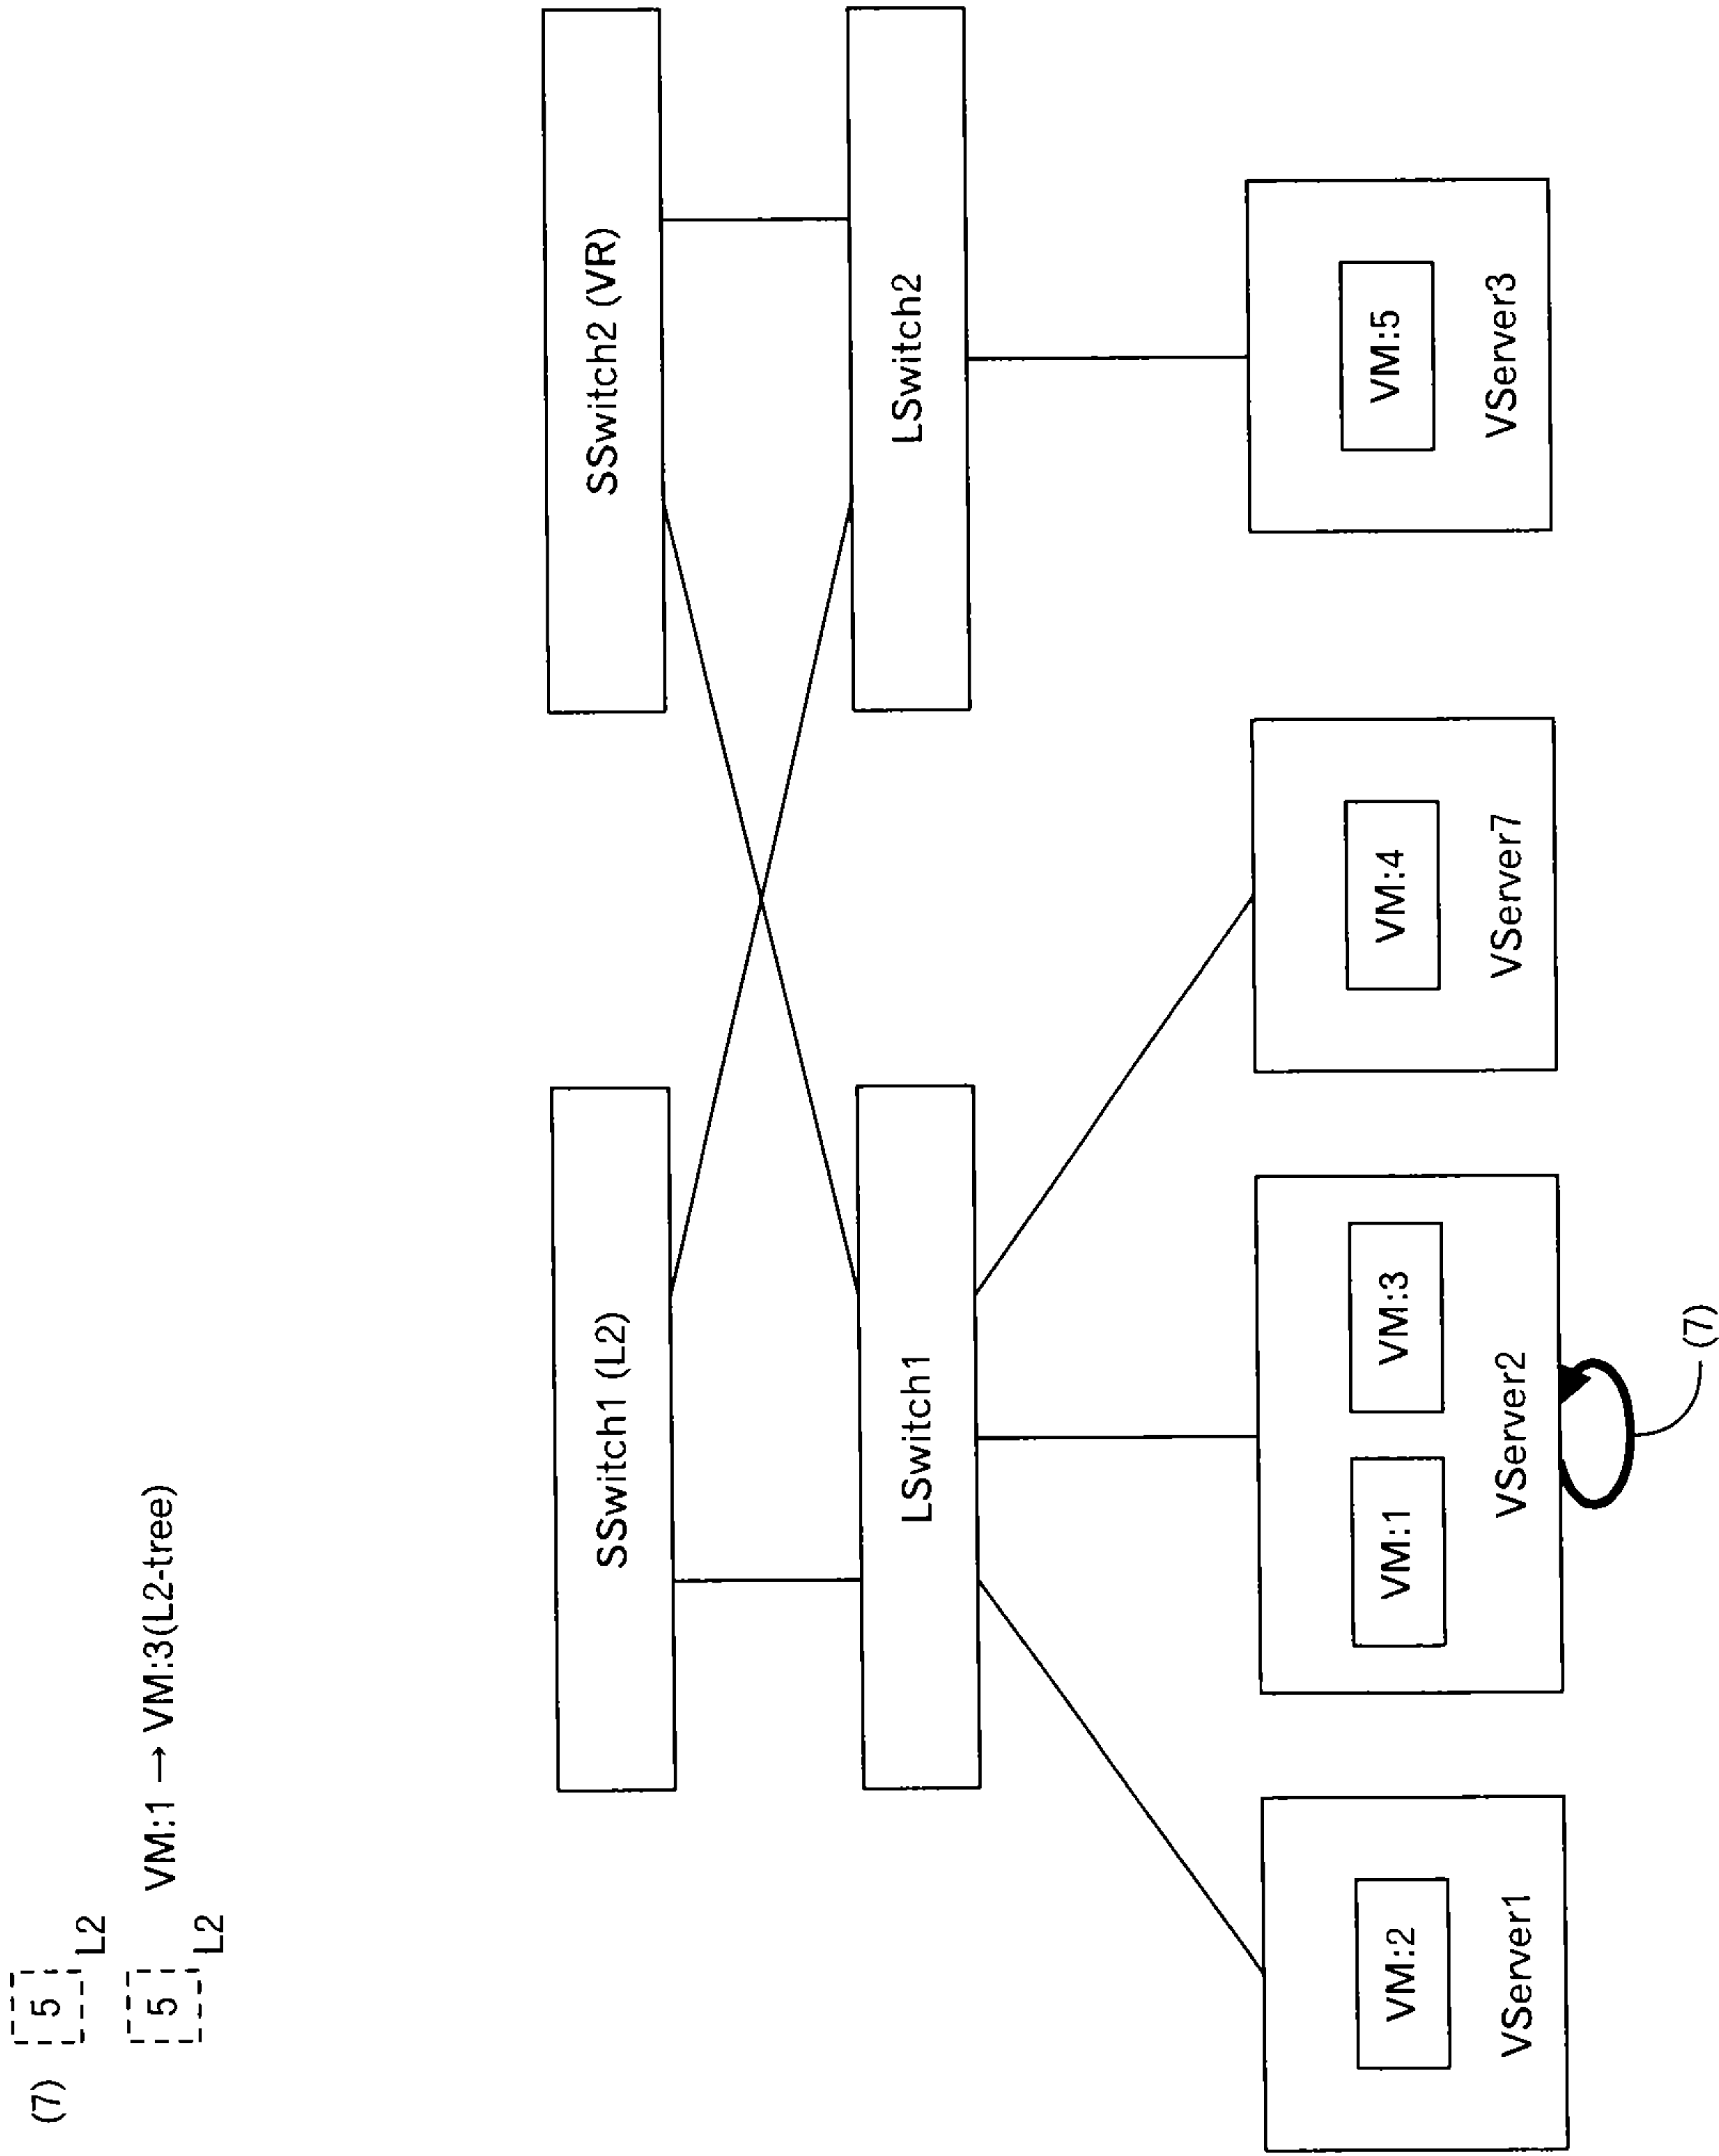 (7) 5 L2
5 L2 VM:1 → VM:3(L2-tree)
SSwitch1 (L2)
SSwitch2 (VR)
LSwitch1
LSwitch2
VM:2
VM:1
VM:3
VM:4
VM:5
VServer1
VServer2
VServer7
VServer3
(7)